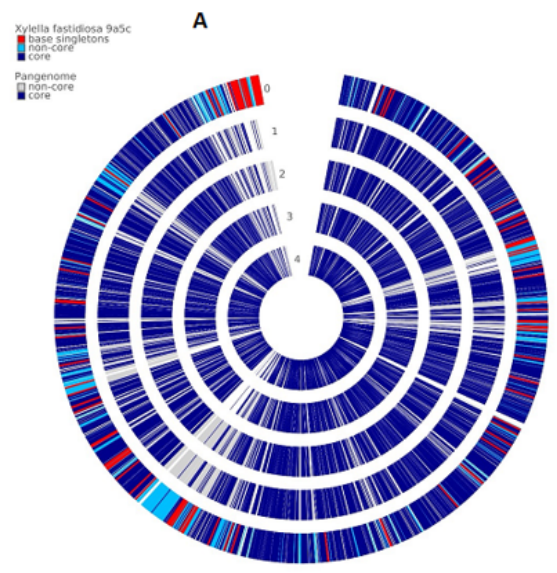 A
Xylella fastidiosa 9a5c
base singletons
non-core
core
Pangenome
non-core
core
0
1
2
3
4